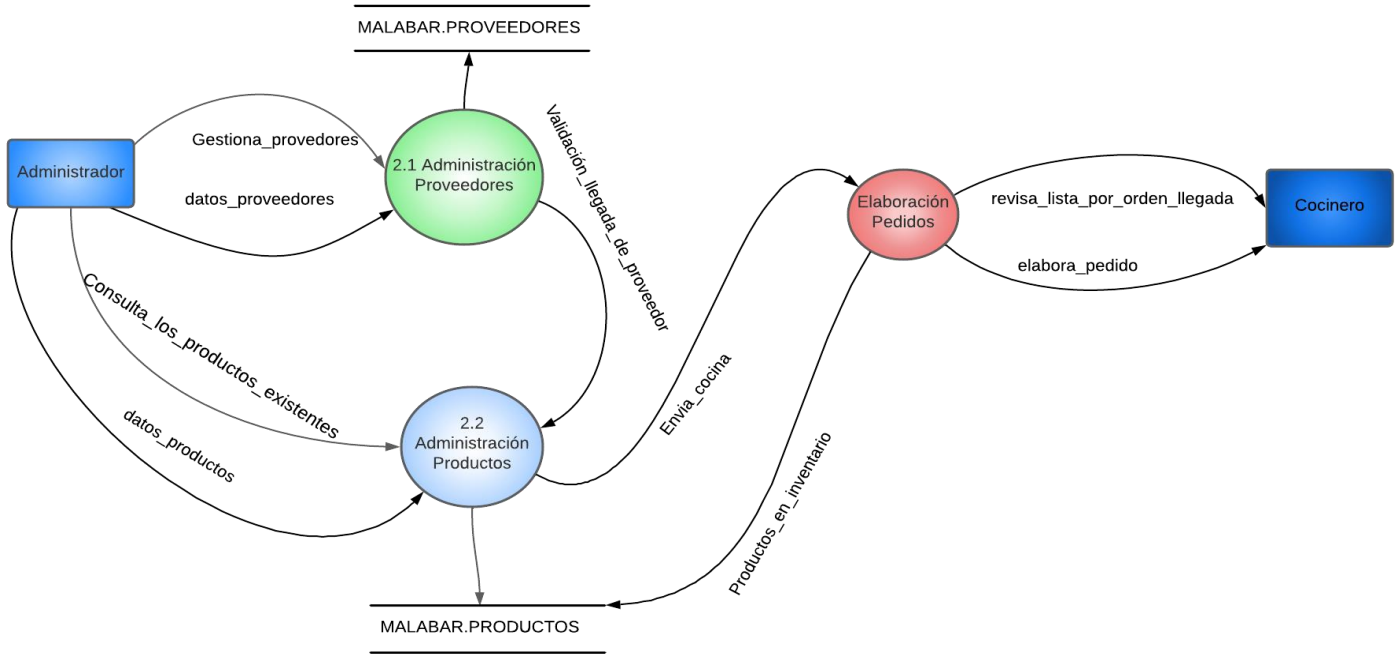 MALABAR.PROVEEDORES
Gestiona_provedores
Administrador
datos_proveedores
2.1 Administración
Proveedores
Validación_llegada_de_proveedor
Elaboración
Pedidos
revisa_lista_por_orden_llegada
Cocinero
elabora_pedido
Consulta_los_productos_existentes
datos_productos
2.2
Administración
Productos
Envia_cocina
Productos_en_inventario
MALABAR.PRODUCTOS